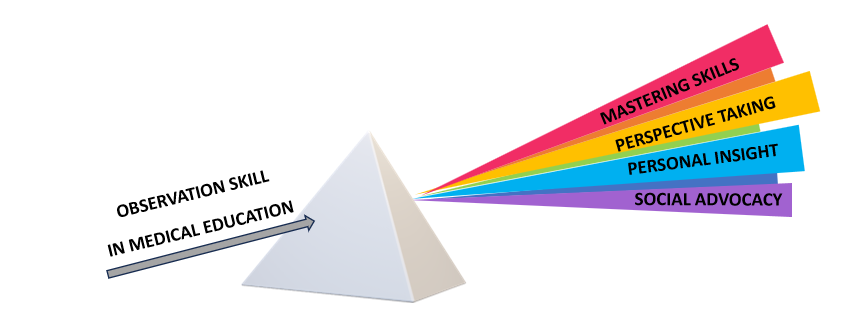 OBSERVATION SKILL
IN MEDICAL EDUCATION
MASTERING SKILLS
PERSPECTIVE TAKING
PERSONAL INSIGHT
SOCIAL ADVOCACY